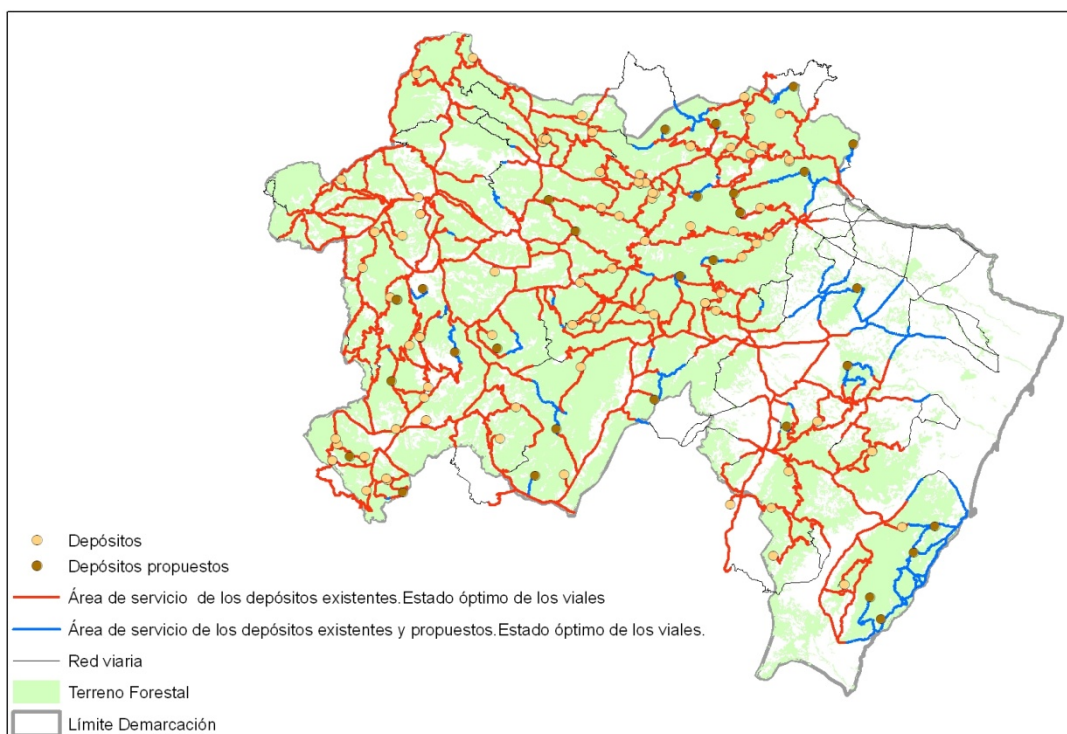 Depósitos
Depósitos propuestos
Área de servicio de los depósitos existentes.Estado óptimo de los viales
Área de servicio de los depósitos existentes y propuestos.Estado óptimo de los viales.
Red viaria
Terreno Forestal
Límite Demarcación